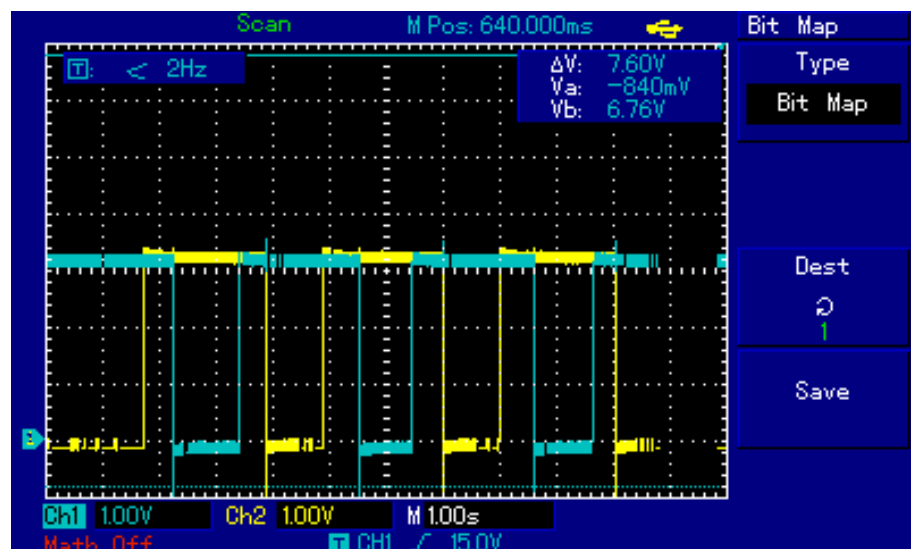 Scan
M Pos: 640.000ms
Bit Map
T: < 2Hz
ΔV: 7.60V
Va: -840mV
Vb: 6.76V
Type
Bit Map
Dest
1
Save
Ch1 1.00V Ch2 1.00V M 1.00s
Math Off T CH1 / 15.0V